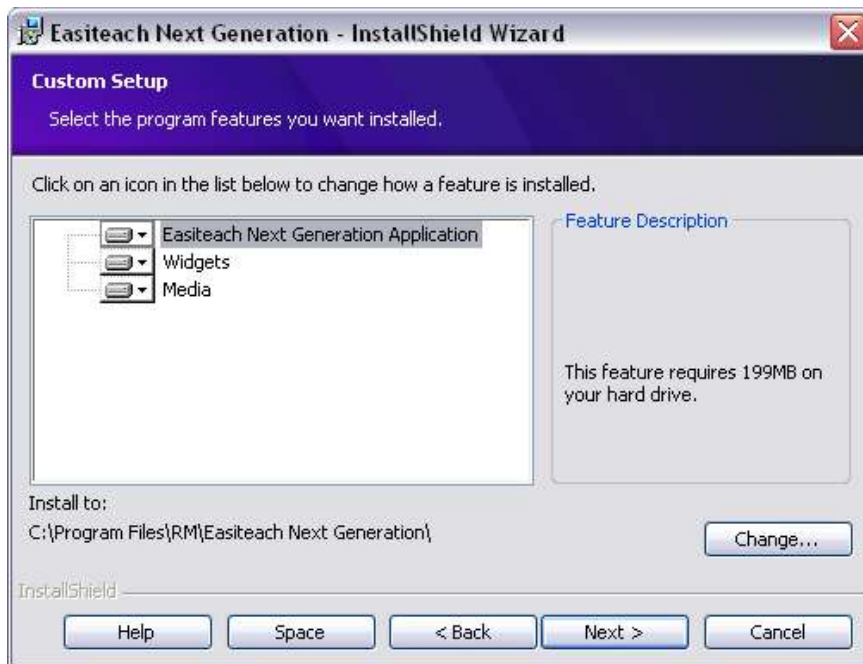 Easiteach Next Generation - InstallShield Wizard
Custom Setup
Select the program features you want installed.
Click on an icon in the list below to change how a feature is installed.
Easiteach Next Generation Application
Widgets
Media
Feature Description
This feature requires 199MB on
your hard drive.
Install to:
C:\Program Files\RM\Easiteach Next Generation\
Change...
InstallShield
Help
Space
< Back
Next >
Cancel